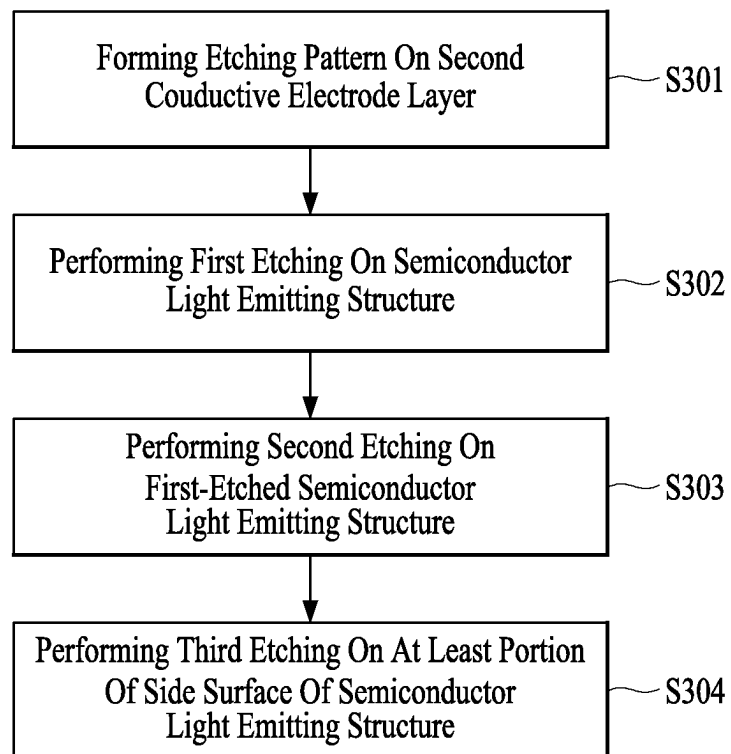 Forming Etching Pattern On Second
Couductive Electrode Layer
S301
Performing First Etching On Semiconductor
Light Emitting Structure
S302
Performing Second Etching On
First-Etched Semiconductor
Light Emitting Structure
S303
Performing Third Etching On At Least Portion
Of Side Surface Of Semiconductor
Light Emitting Structure
S304